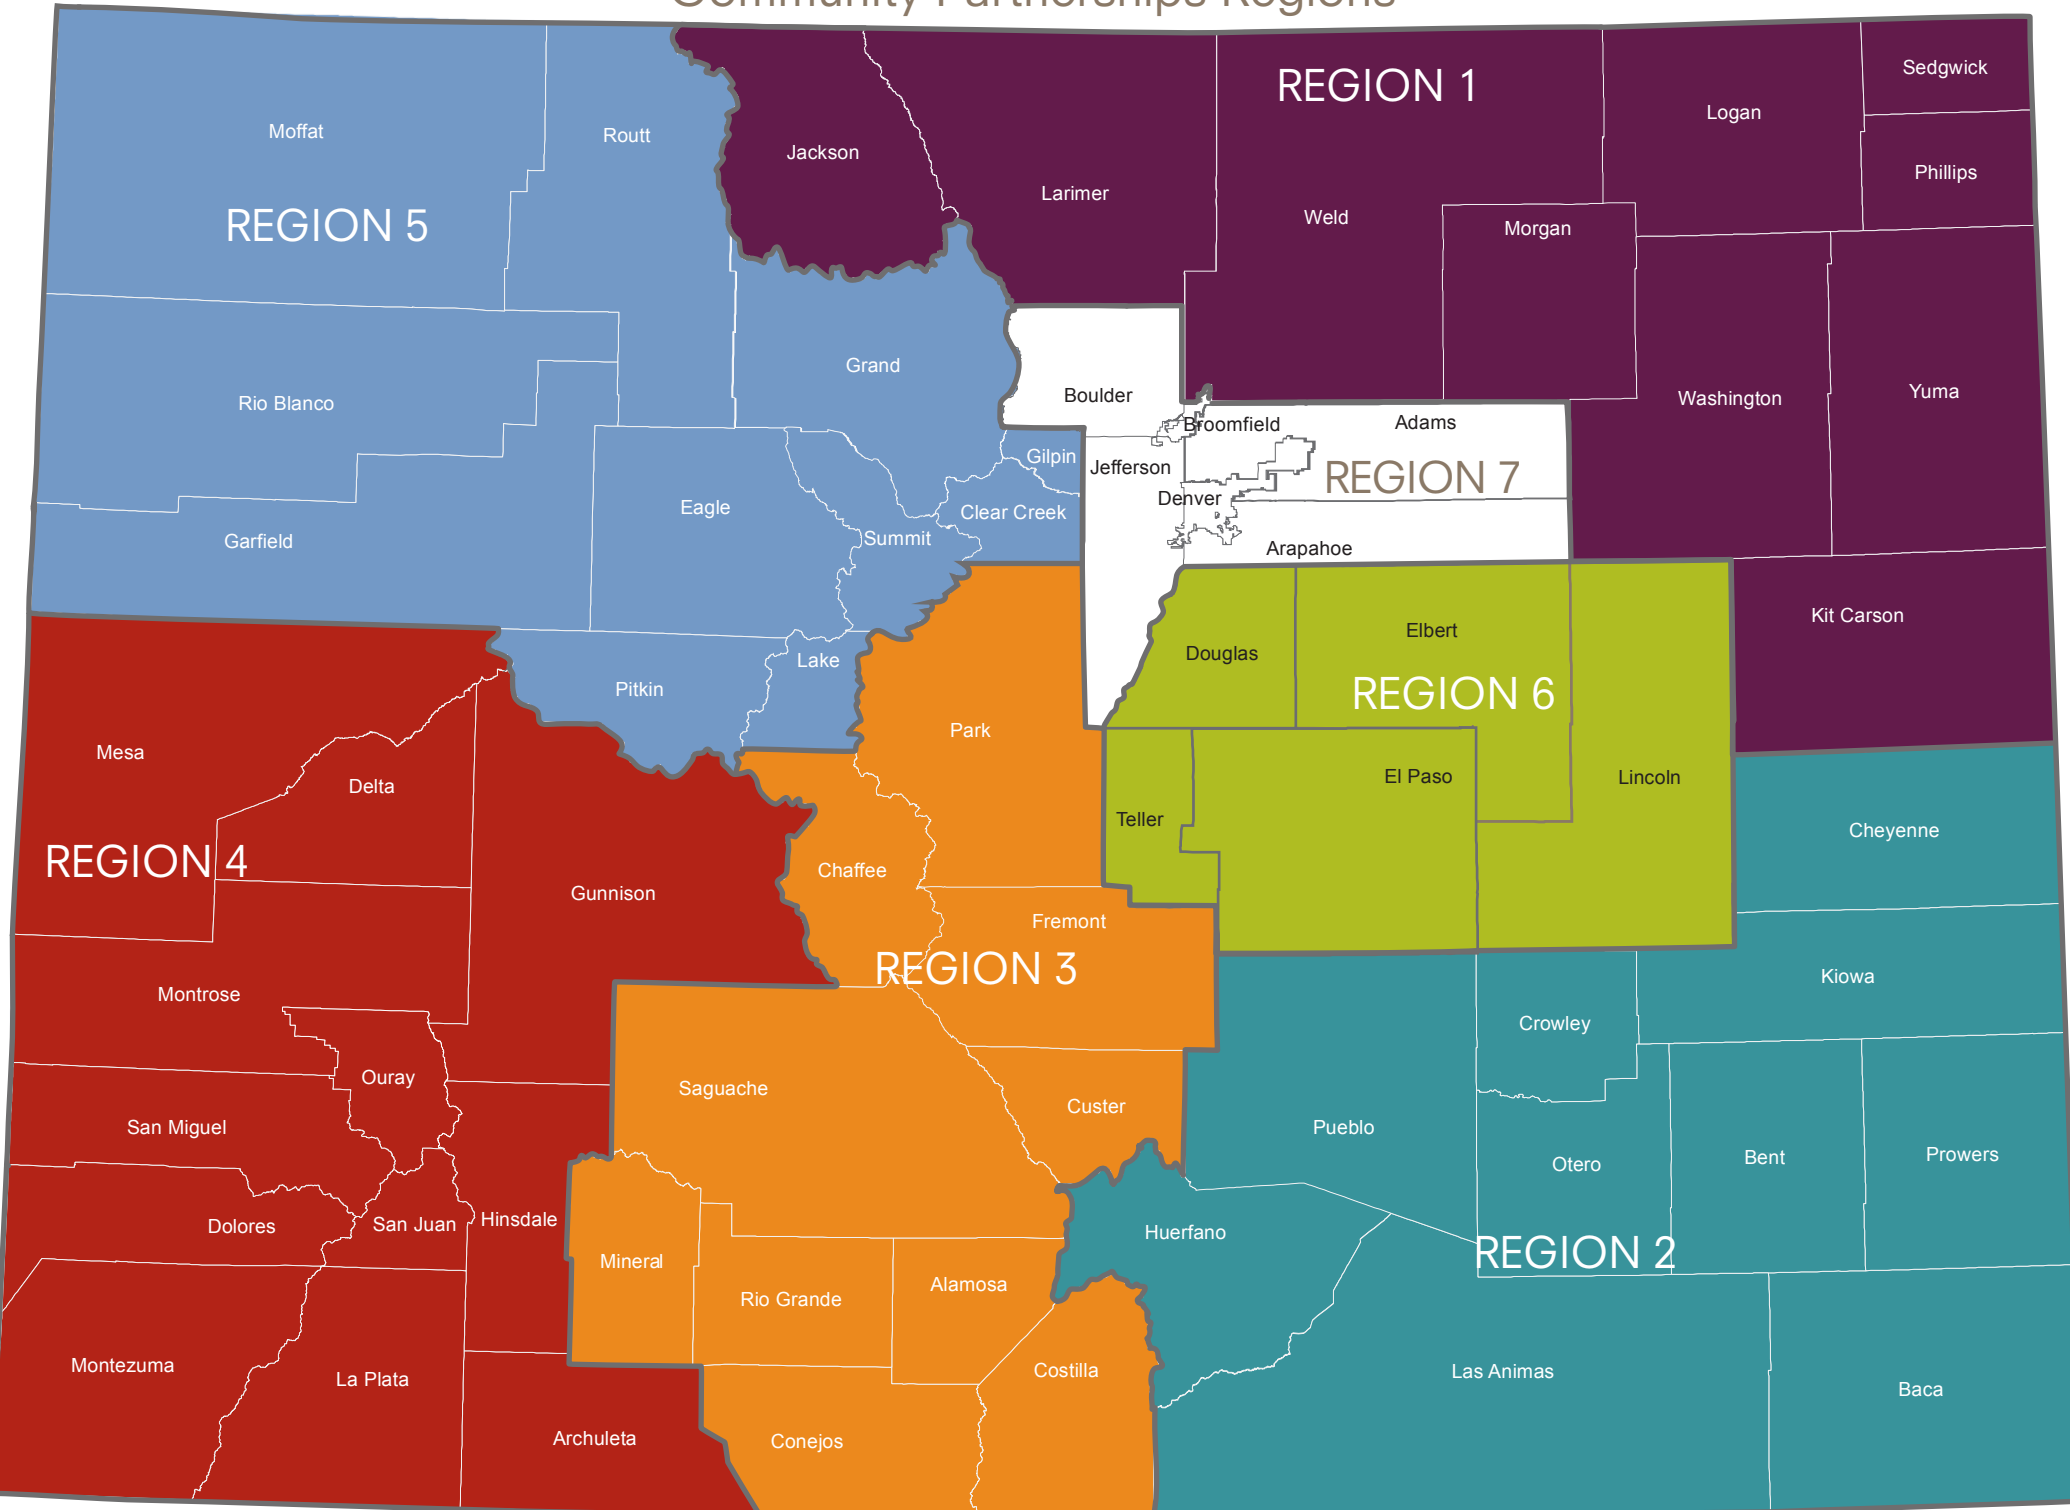 Community Partnerships Regions
REGION 1
Sedgwick
Logan
Moffat
Routt
Jackson
Phillips
Larimer
Weld
Morgan
REGION 5
Grand
Rio Blanco
Boulder
Washington
Yuma
Broomfield
Adams
Gilpin
Jefferson
REGION 7
Denver
Eagle
Clear Creek
Summit
Garfield
Arapahoe
Kit Carson
Elbert
Douglas
Lake
Pitkin
REGION 6
Park
Mesa
Delta
El Paso
Lincoln
Teller
Cheyenne
REGION 4
Chaffee
Gunnison
Fremont
REGION 3
Kiowa
Montrose
Crowley
Ouray
Saguache
Custer
San Miguel
Pueblo
Otero
Bent
Prowers
Dolores
San Juan
Hinsdale
Huerfano
REGION 2
Mineral
Alamosa
Rio Grande
Montezuma
La Plata
Costilla
Las Animas
Baca
Archuleta
Conejos